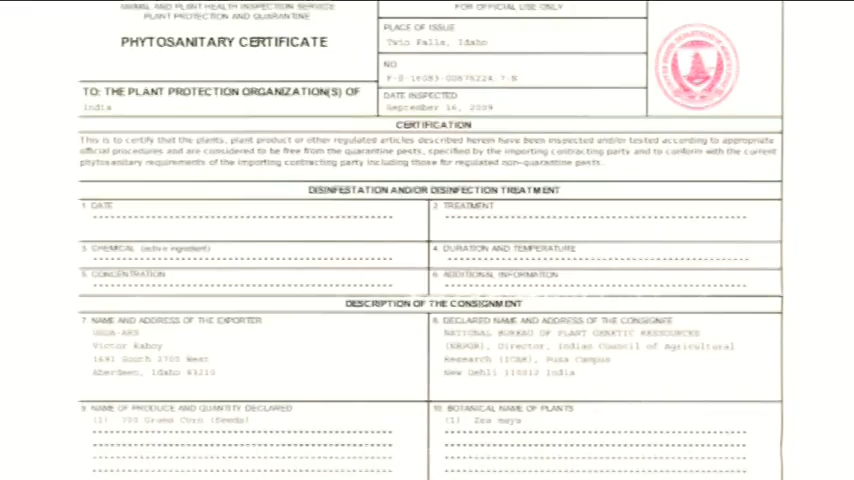 ANIMAL AND PLANT HEALTH INSPECTION SERVICE
PLANT PROTECTION AND QUARANTINE
PHYTOSANITARY CERTIFICATE
FOR OFFICIAL USE ONLY
PLACE OF ISSUE
Twin Falls, Idaho
NO
TO: THE PLANT PROTECTION ORGANIZATION(S) OF
India
DATE INSPECTED
September 16, 2009
CERTIFICATION
This is to certify that the plants, plant product or other regulated articles described herein have been inspected and/or tested according to appropriate
official procedures and are considered to be free from the quarantine pests, specified by the importing contracting party and to conform with the current
phytosanitary requirements of the importing contracting party including those for regulated non-quarantine pests.
DISINFESTATION AND/OR DISINFECTION TREATMENT
1. DATE
2. TREATMENT
3. CHEMICAL (active ingredient)
4. DURATION AND TEMPERATURE
5. CONCENTRATION
6. ADDITIONAL INFORMATION
DESCRIPTION OF THE CONSIGNMENT
7. NAME AND ADDRESS OF THE EXPORTER
USDA-ARS
Victor Raboy
1691 South 2700 West
Aberdeen, Idaho 83210
8. DECLARED NAME AND ADDRESS OF THE CONSIGNEE
NATIONAL BUREAU OF PLANT GENETIC RESSOURCES
(NBPGR), Director, Indian Council of Agricultural
Research (ICAR), Pusa Campus
New Dehli 110012 India
9. NAME OF PRODUCE AND QUANTITY DECLARED
(1) 700 Grams Corn (Seeds)
10. BOTANICAL NAME OF PLANTS
(1) Zea mays